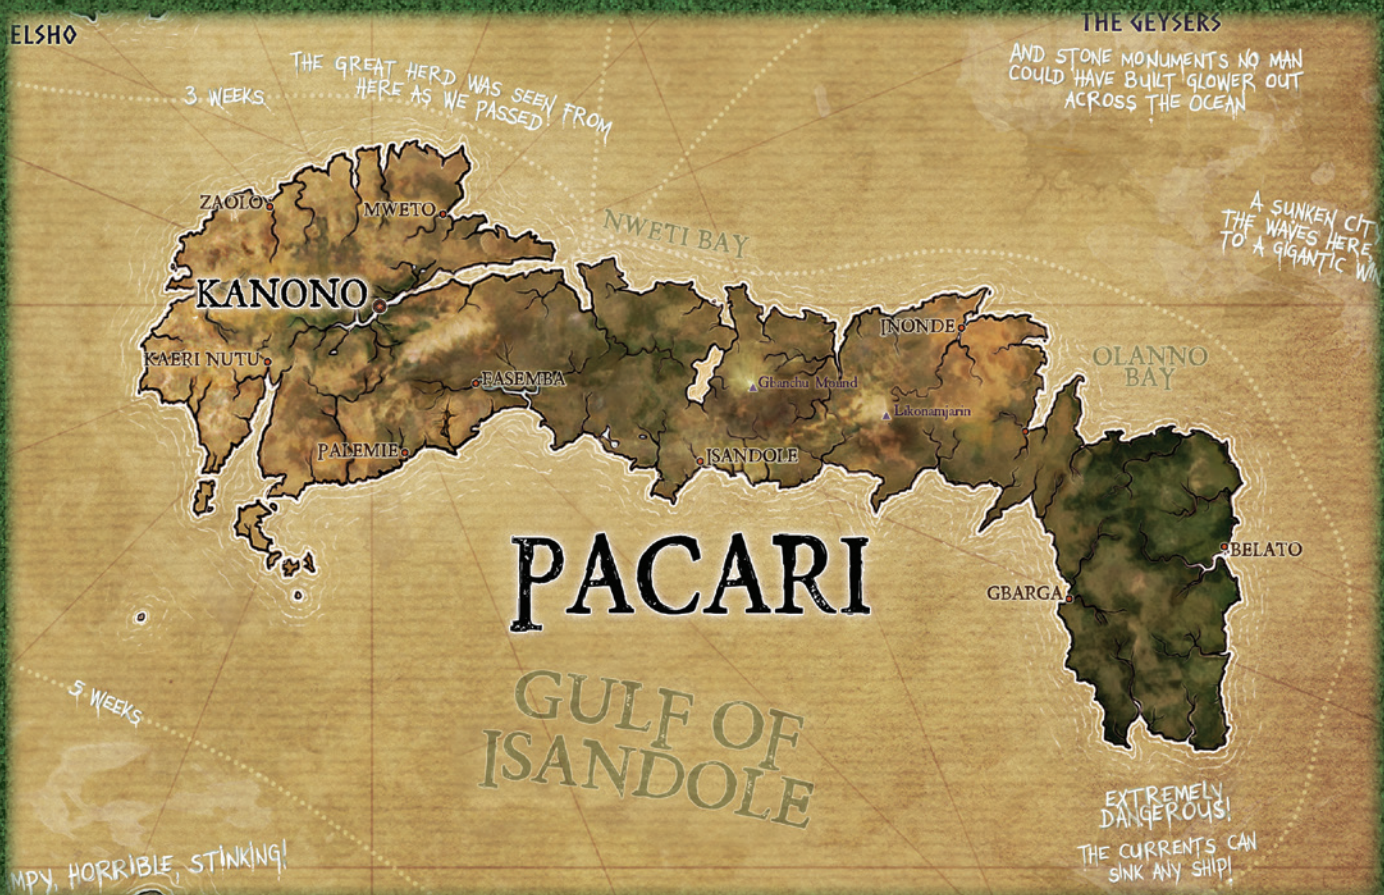 ELSHO
THE GEYSERS
AND STONE MONUMENTS NO MAN
COULD HAVE BUILT GLOWER OUT
ACROSS THE OCEAN
THE GREAT HERD WAS SEEN FROM
HERE AS WE PASSED
3 WEEKS
A SUNKEN
THE WAVES HERE,
TO A GIGANTIC
ZAOLO
MWETO
NWETI BAY
KANONO
INONDE
KAERI NUTU
FASEMBA
Gbanchu Mmind
OLANNO
BAY
Likonamjarin
PALEMIE
ISANDOLE
PACARI
BELATO
GBARGA
5 WEEKS
GULF OF
ISANDOLE
EXTREMELY
DANGEROUS!
THE CURRENTS CAN
SINK ANY SHIP!
HORRIBLE, STINKING!